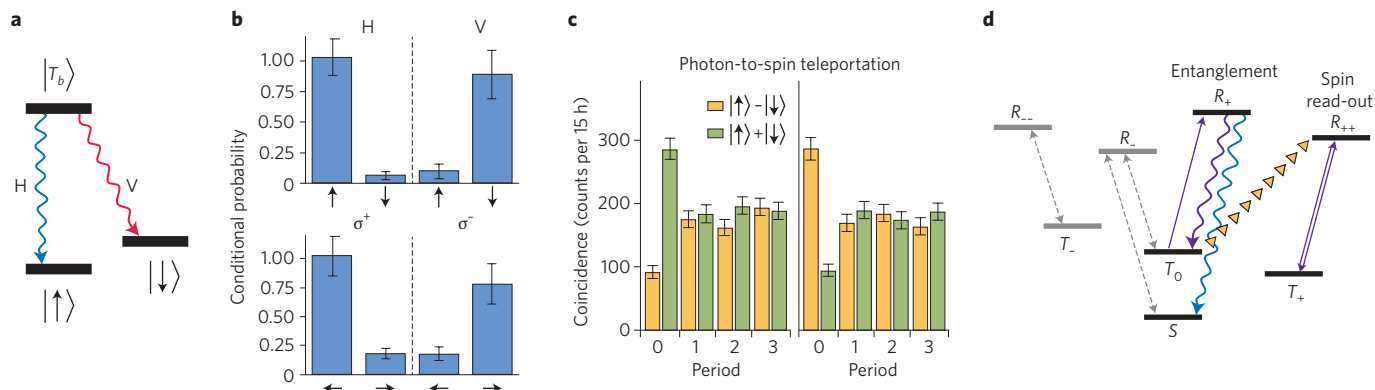 a
|T_b⟩
H
V
|↑⟩
|↓⟩
b
H V
Conditional probability
1.00
0.75
0.50
0.25
0
↑ ↓ ↑ ↓
σ⁺ σ⁻
1.00
0.75
0.50
0.25
0
← → ← →
c
Photon-to-spin teleportation
|↑⟩−|↓⟩
|↑⟩+|↓⟩
Coincidence (counts per 15 h)
300
200
100
0
0 1 2 3
Period
0 1 2 3
Period
d
Entanglement
Spin
read-out
R₊
R₊₊
R₋₋
R₋
T₋
T₀
T₊
S